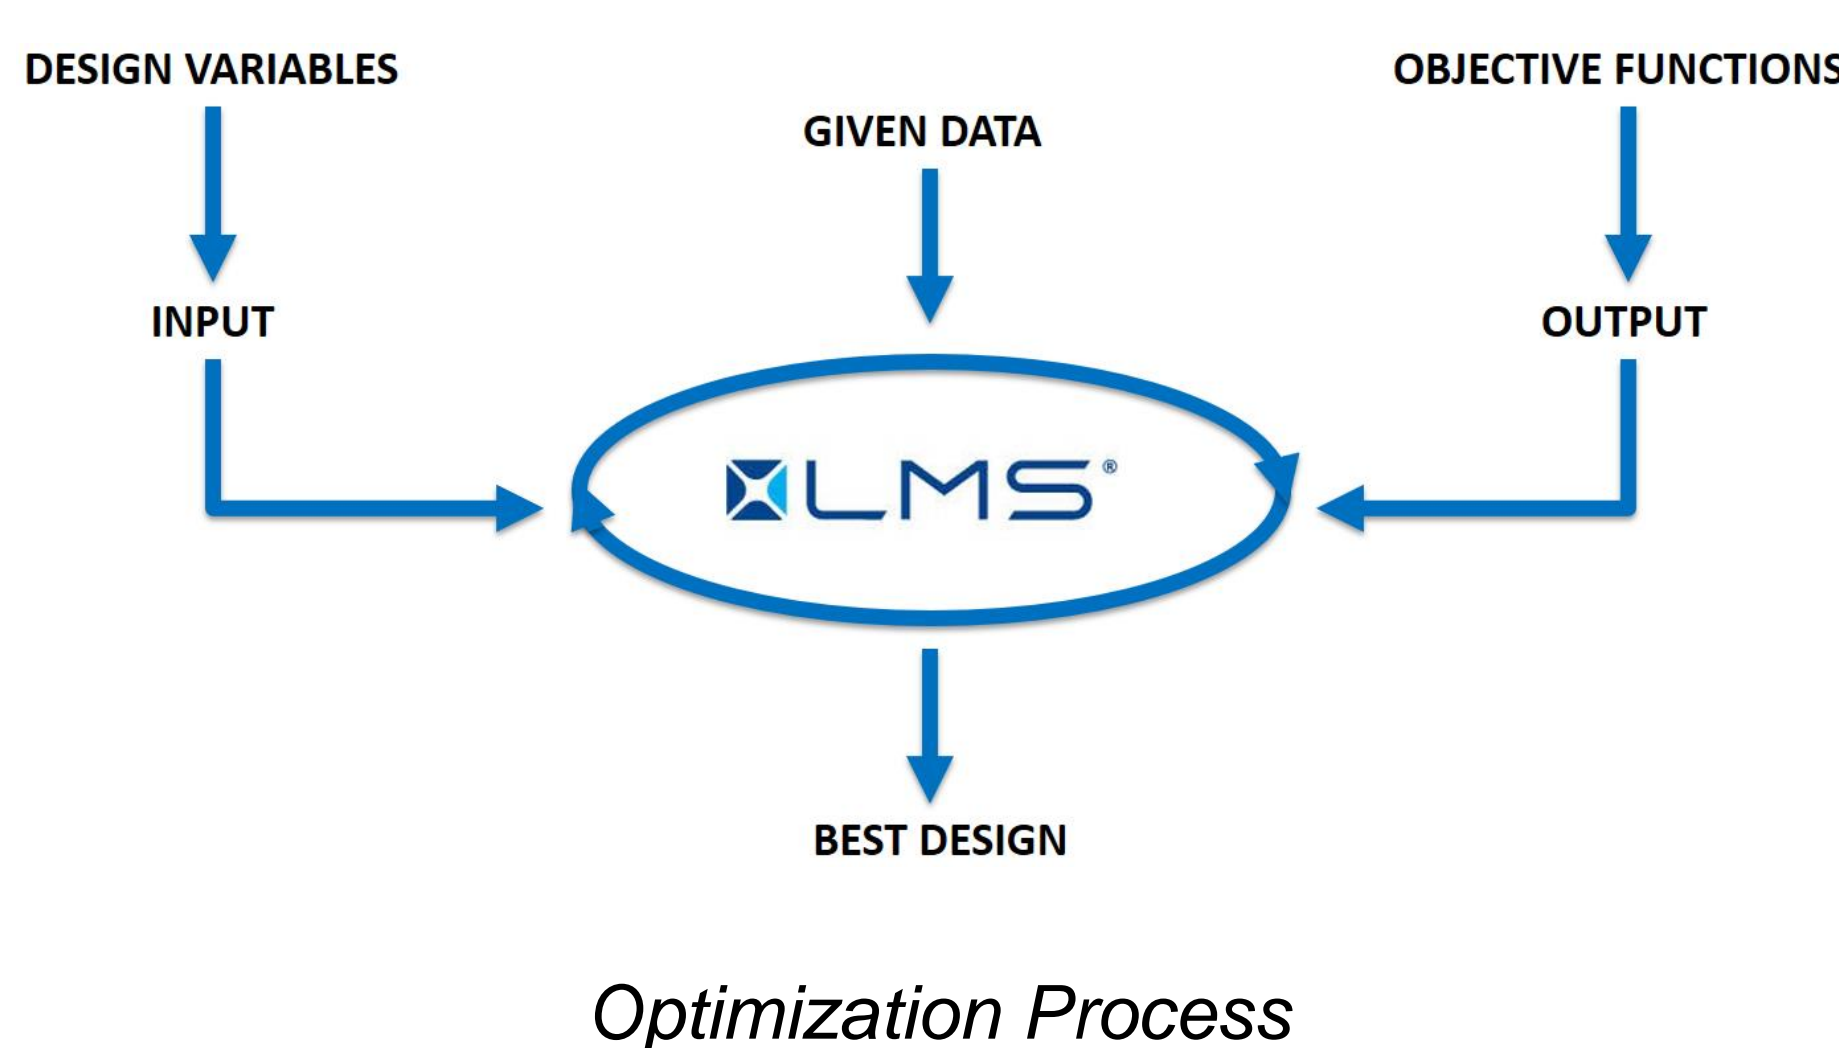 DESIGN VARIABLES
OBJECTIVE FUNCTIONS
GIVEN DATA
INPUT
OUTPUT
LMS®
BEST DESIGN
Optimization Process